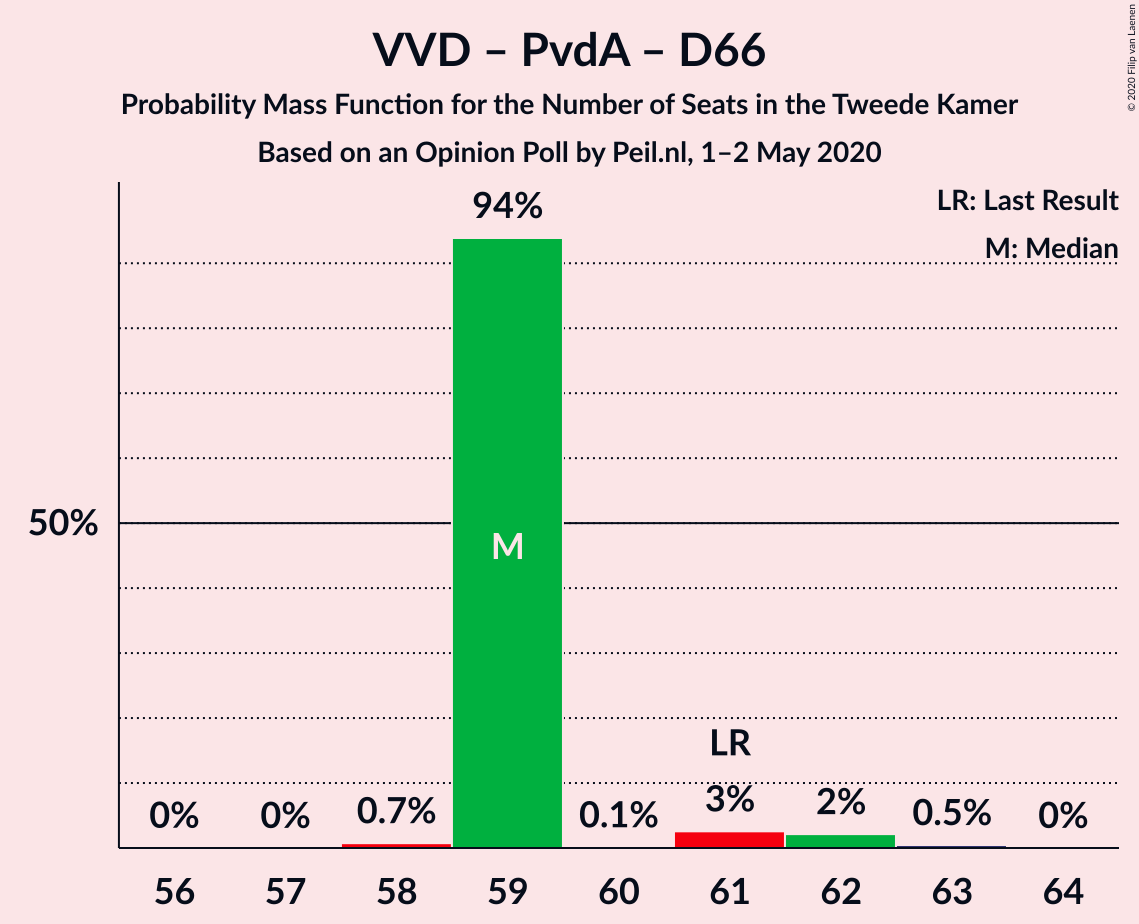 VVD – PvdA – D66
Probability Mass Function for the Number of Seats in the Tweede Kamer
Based on an Opinion Poll by Peil.nl, 1–2 May 2020
© 2020 Filip van Laenen
LR: Last Result
M: Median
94%
50%
M
LR
0% 0% 0.7% 0.1% 3% 2% 0.5% 0%
56 57 58 59 60 61 62 63 64